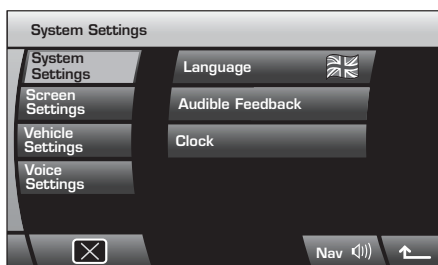 System Settings
System
Settings
Language
Screen
Settings
Audible Feedback
Vehicle
Settings
Clock
Voice
Settings
Nav